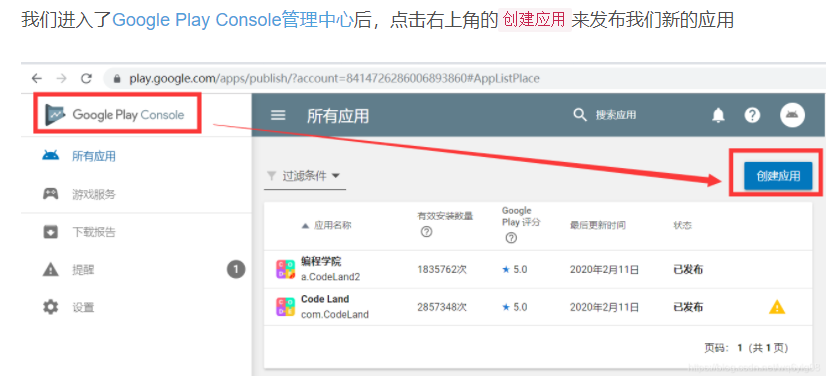 我们进入了Google Play Console管理中心后，点击右上角的 创建应用 来发布我们新的应用
play.google.com/apps/publish/?account=8414726286006893860#AppListPlace
Google Play Console
所有应用
搜索应用
所有应用
游戏服务
下载报告
提醒
1
设置
过滤条件
创建应用
应用名称
有效安装数量
Google
Play 评分
最后更新时间
状态
编程学院
a.CodeLand2
1835762次
★ 5.0
2020年2月11日
已发布
Code Land
com.CodeLand
2857348次
★ 5.0
2020年2月11日
已发布
页码： 1 （共 1 页）